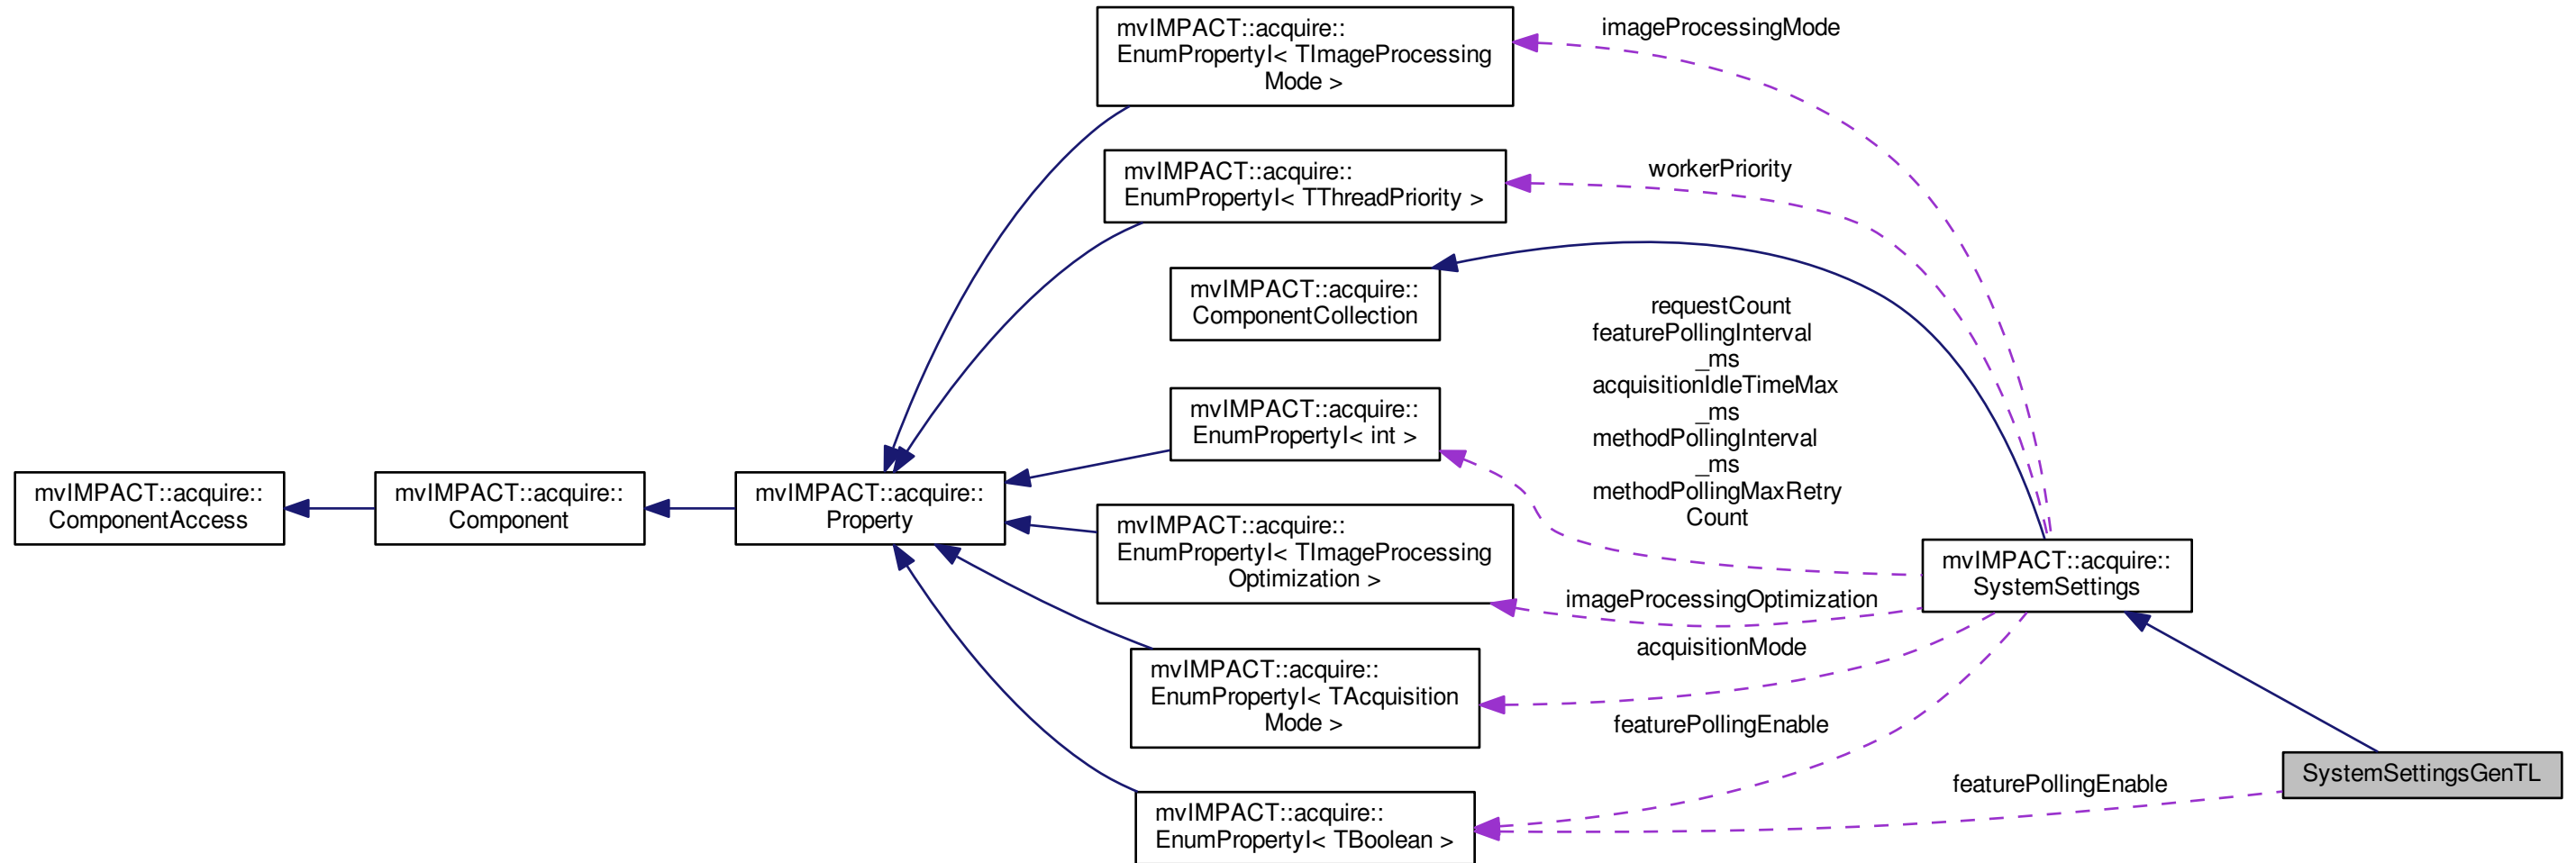 mvIMPACT::acquire::
EnumPropertyI< TImageProcessing
Mode >
imageProcessingMode
mvIMPACT::acquire::
EnumPropertyI< TThreadPriority >
workerPriority
mvIMPACT::acquire::
ComponentCollection
requestCount
featurePollingInterval
_ms
acquisitionIdleTimeMax
_ms
methodPollingInterval
_ms
methodPollingMaxRetry
Count
mvIMPACT::acquire::
EnumPropertyI< int >
mvIMPACT::acquire::
ComponentAccess
mvIMPACT::acquire::
Component
mvIMPACT::acquire::
Property
mvIMPACT::acquire::
EnumPropertyI< TImageProcessing
Optimization >
imageProcessingOptimization
mvIMPACT::acquire::
SystemSettings
mvIMPACT::acquire::
EnumPropertyI< TAcquisition
Mode >
acquisitionMode
featurePollingEnable
mvIMPACT::acquire::
EnumPropertyI< TBoolean >
featurePollingEnable
SystemSettingsGenTL